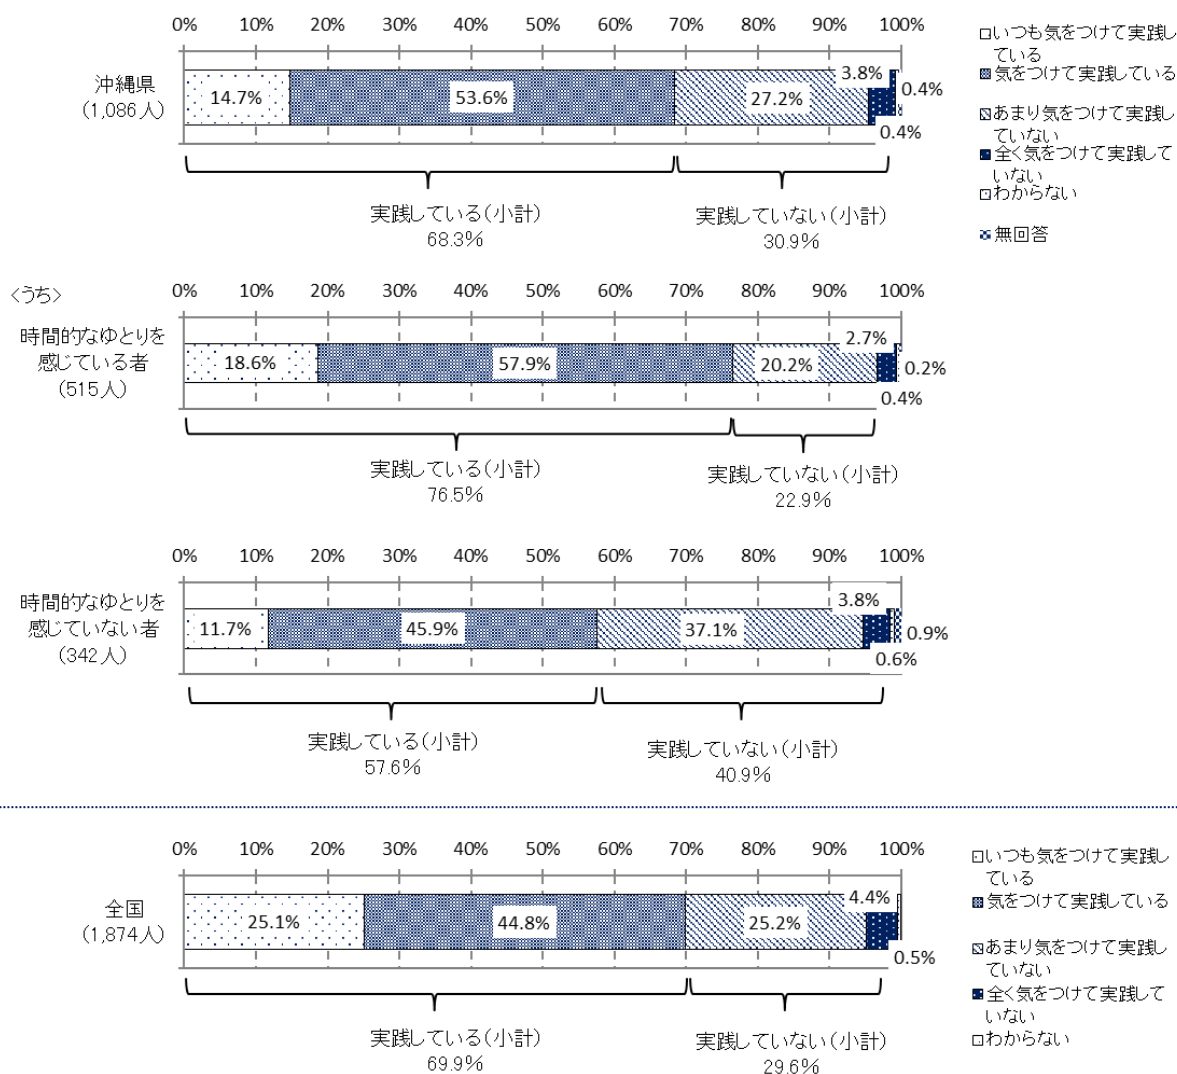 0% 10% 20% 30% 40% 50% 60% 70% 80% 90% 100%
沖縄県
(1,086人)
14.7% 53.6% 27.2% 3.8% 0.4%
0.4%
実践している(小計)
68.3%
実践していない(小計)
30.9%
□いつも気をつけて実践し
ている
気をつけて実践している
あまり気をつけて実践し
ていない
全く気をつけて実践して
いない
わからない
無回答
<うち>
0% 10% 20% 30% 40% 50% 60% 70% 80% 90% 100%
時間的なゆとりを
感じている者
(515人)
18.6% 57.9% 20.2% 2.7% 0.2%
0.4%
実践している(小計)
76.5%
実践していない(小計)
22.9%
0% 10% 20% 30% 40% 50% 60% 70% 80% 90% 100%
時間的なゆとりを
感じていない者
(342人)
11.7% 45.9% 37.1% 3.8% 0.9%
0.6%
実践している(小計)
57.6%
実践していない(小計)
40.9%
0% 10% 20% 30% 40% 50% 60% 70% 80% 90% 100%
全国
(1,874人)
25.1% 44.8% 25.2% 4.4%
0.5%
実践している(小計)
69.9%
実践していない(小計)
29.6%
いつも気をつけて実践し
ている
気をつけて実践している
あまり気をつけて実践し
ていない
全く気をつけて実践して
いない
わからない